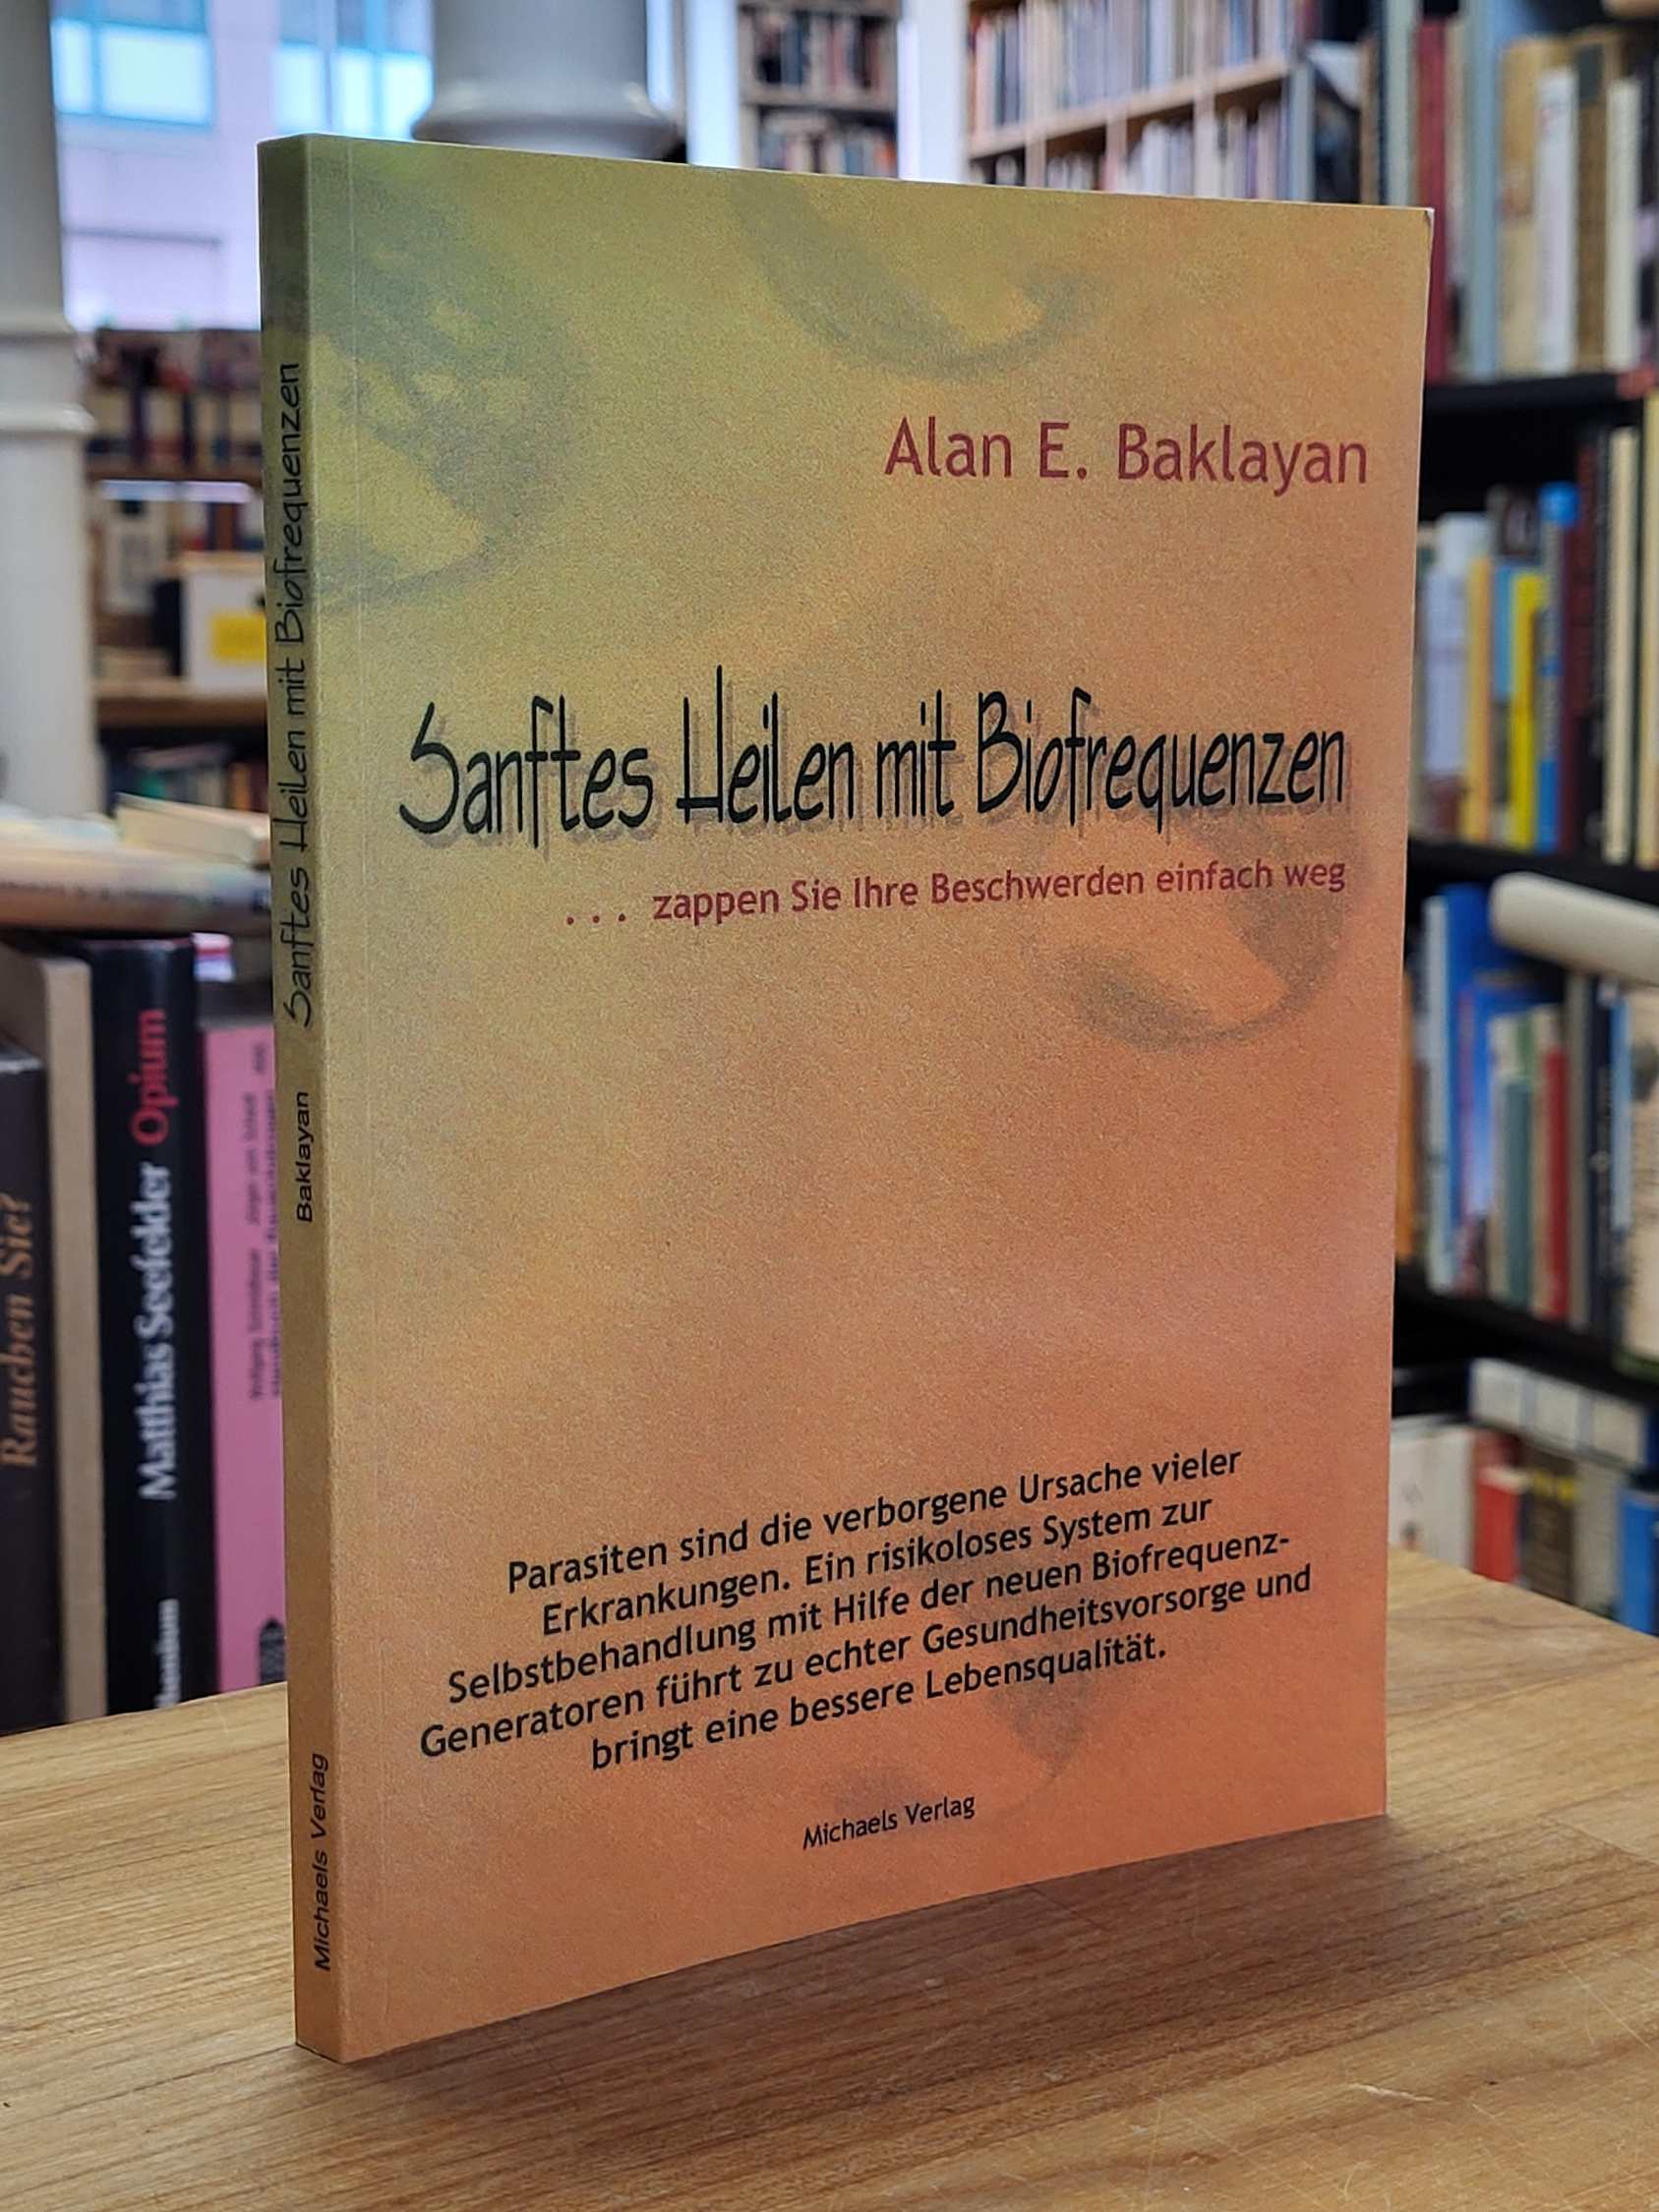 Alan E. Baklayan
Sanftes Heilen mit Biofrequenzen
... zappen Sie Ihre Beschwerden einfach weg
Parasiten sind die verborgene Ursache vieler
Erkrankungen. Ein risikoloses System zur
Selbstbehandlung mit Hilfe der neuen Biofrequenz-
Generatoren führt zu echter Gesundheitsvorsorge und
bringt eine bessere Lebensqualität.
Michaels Verlag
Michaels Verlag Baklayan Sanftes Heilen mit Biofrequenzen
Rauchen Sie?
Matthias Seefelder Opium